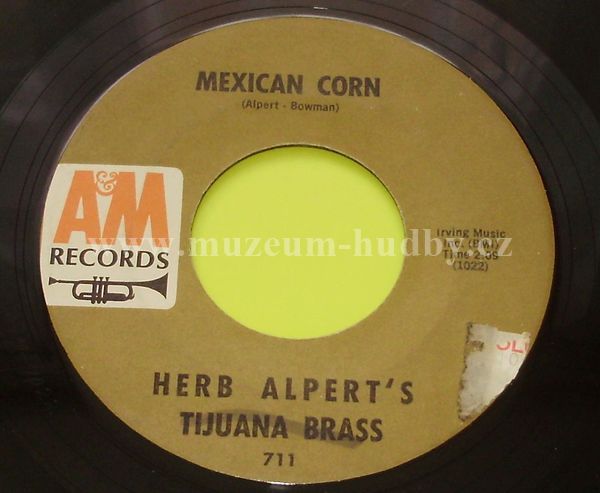 MEXICAN CORN
(Alpert - Bowman)
A&M
RECORDS
Irving Music
Inc. (BMI)
Time 2:09
(1022)
www.muzeum-hudby.cz
HERB ALPERT'S
TIJUANA BRASS
711